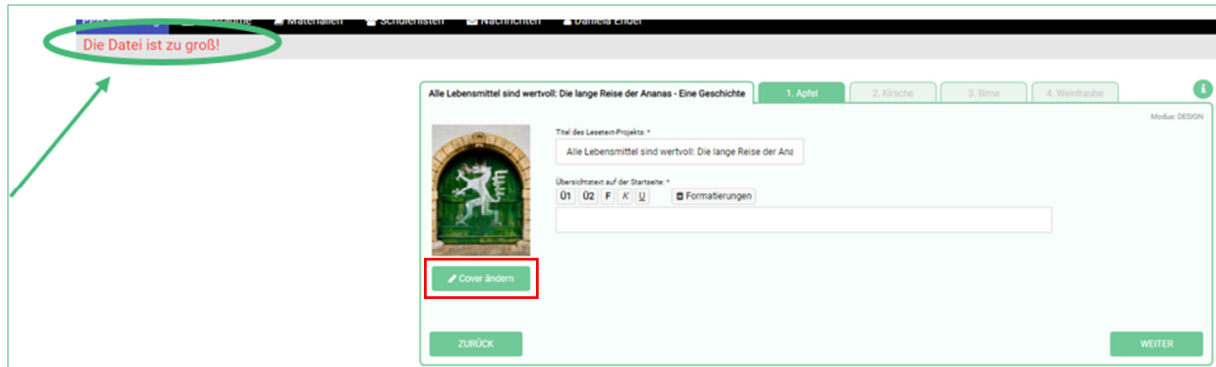 Materialien Schülerlisten Nachrichten Daniela Ender
Die Datei ist zu groß!
Alle Lebensmittel sind wertvoll: Die lange Reise der Ananas - Eine Geschichte 1. Apfel 2. Kirsche 3. Birne 4. Weintraube i
Modus: DESIGN
Titel des Lesetext-Projekts: *
Alle Lebensmittel sind wertvoll: Die lange Reise der Ana
Übersichtstext auf der Startseite: *
Ü1 Ü2 F K U Formatierungen
Cover ändern
ZURÜCK WEITER